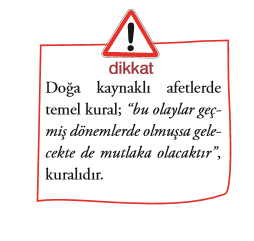 dikkat
Doğa kaynaklı afetlerde
temel kural; “bu olaylar geç-
miş dönemlerde olmuşsa gele-
cekte de mutlaka olacaktır”,
kuralıdır.